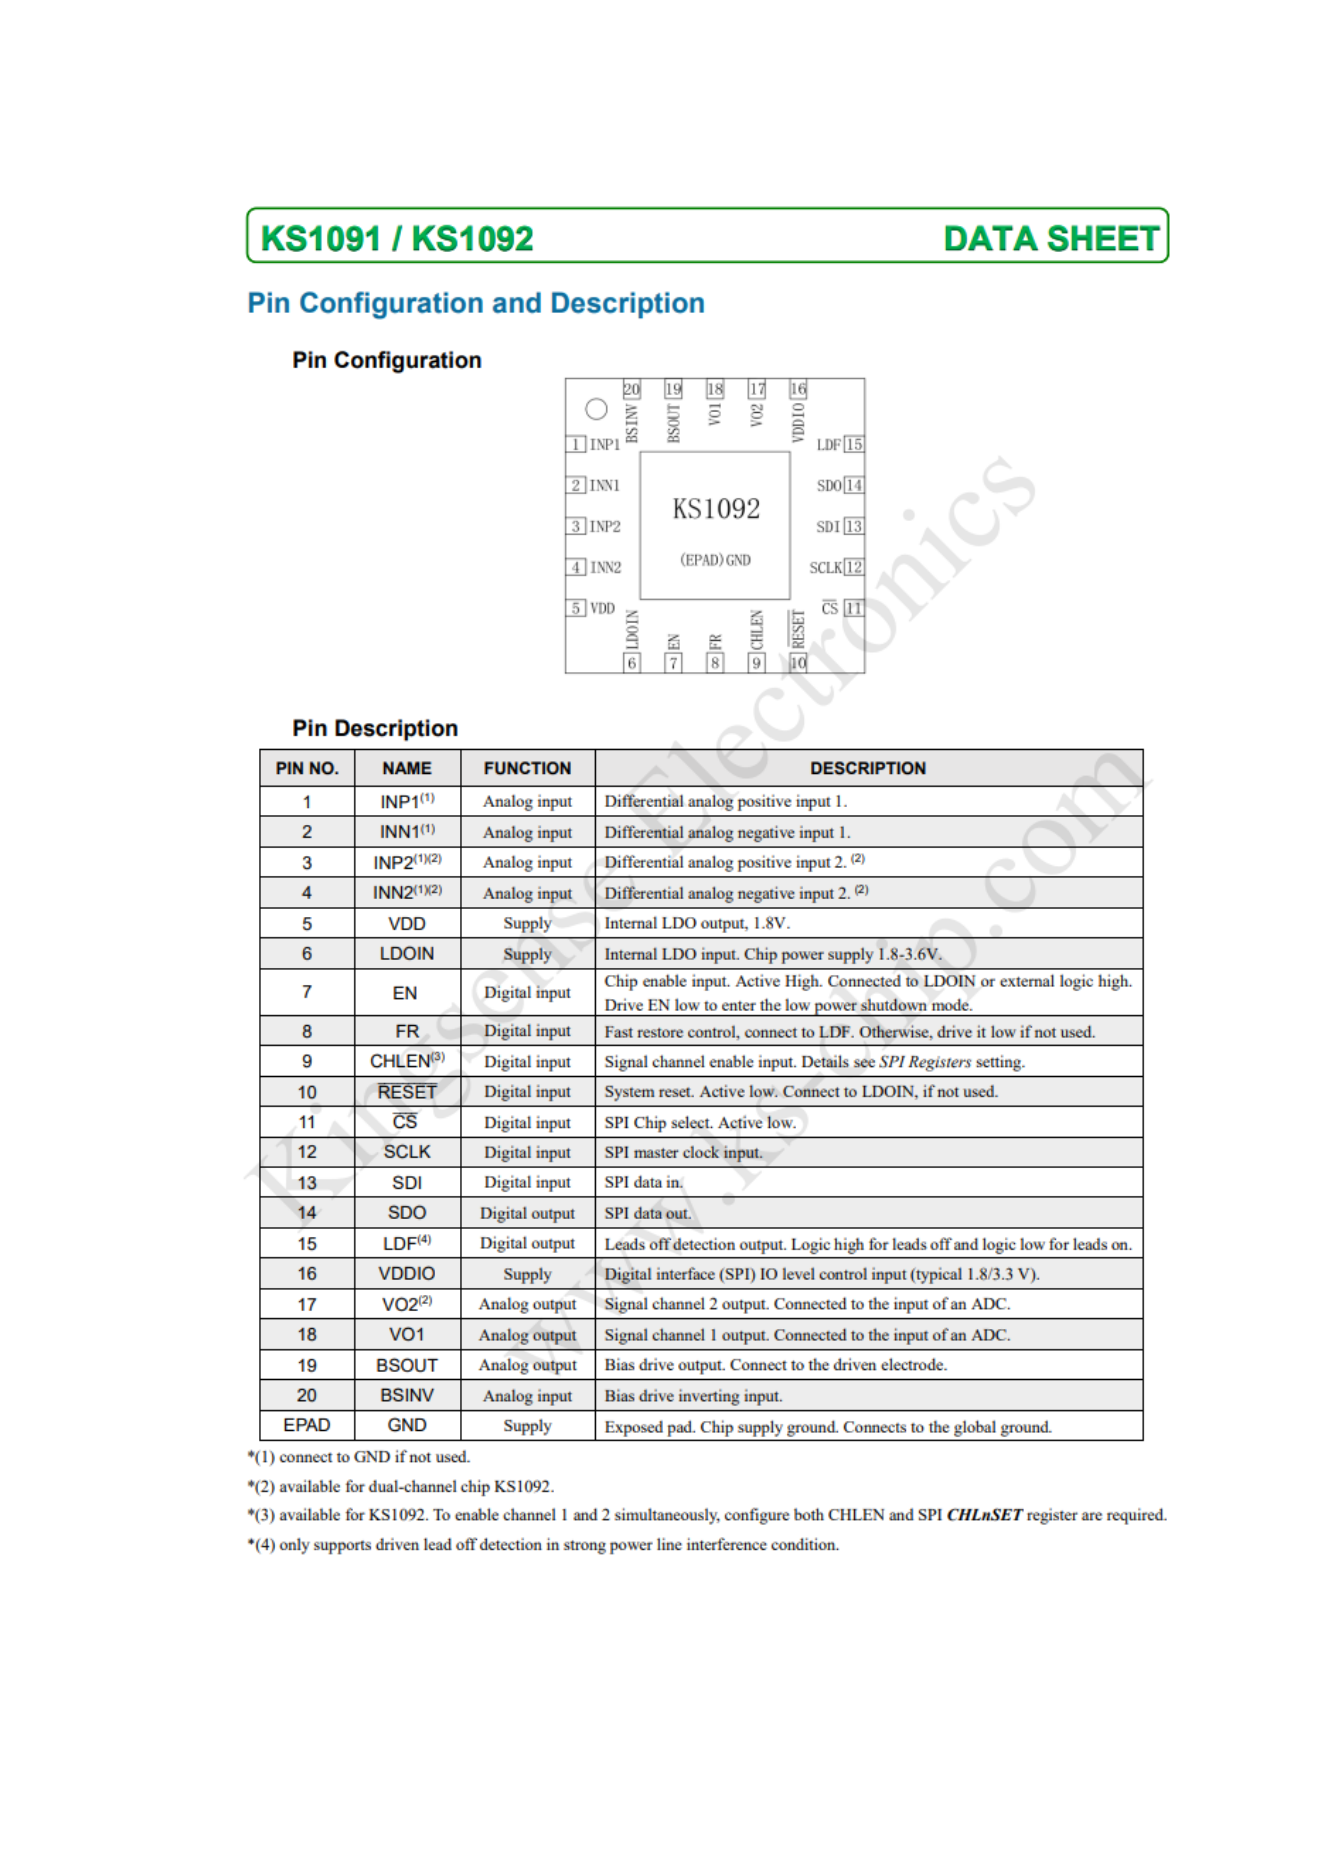 KS1091 / KS1092 DATA SHEET
Pin Configuration and Description
Pin Configuration
20 19 18 17 16
BSINV BSOUT VO1 VO2 VDDIO
1 INP1 LDF 15
2 INN1 SDO 14
KS1092
3 INP2 SDI 13
(EPAD)GND
4 INN2 SCLK 12
5 VDD CS 11
LDOIN EN FR CHLEN RESET
6 7 8 9 10
Pin Description
PIN NO. NAME FUNCTION DESCRIPTION
1 INP1(1) Analog input Differential analog positive input 1.
2 INN1(1) Analog input Differential analog negative input 1.
3 INP2(1)(2) Analog input Differential analog positive input 2. (2)
4 INN2(1)(2) Analog input Differential analog negative input 2. (2)
5 VDD Supply Internal LDO output, 1.8V.
6 LDOIN Supply Internal LDO input. Chip power supply 1.8-3.6V.
7 EN Digital input Chip enable input. Active High. Connected to LDOIN or external logic high.
Drive EN low to enter the low power shutdown mode.
8 FR Digital input Fast restore control, connect to LDF. Otherwise, drive it low if not used.
9 CHLEN(3) Digital input Signal channel enable input. Details see SPI Registers setting.
10 RESET Digital input System reset. Active low. Connect to LDOIN, if not used.
11 CS Digital input SPI Chip select. Active low.
12 SCLK Digital input SPI master clock input.
13 SDI Digital input SPI data in.
14 SDO Digital output SPI data out.
15 LDF(4) Digital output Leads off detection output. Logic high for leads off and logic low for leads on.
16 VDDIO Supply Digital interface (SPI) IO level control input (typical 1.8/3.3 V).
17 VO2(2) Analog output Signal channel 2 output. Connected to the input of an ADC.
18 VO1 Analog output Signal channel 1 output. Connected to the input of an ADC.
19 BSOUT Analog output Bias drive output. Connect to the driven electrode.
20 BSINV Analog input Bias drive inverting input.
EPAD GND Supply Exposed pad. Chip supply ground. Connects to the global ground.
*(1) connect to GND if not used.
*(2) available for dual-channel chip KS1092.
*(3) available for KS1092. To enable channel 1 and 2 simultaneously, configure both CHLEN and SPI CHLnSET register are required.
*(4) only supports driven lead off detection in strong power line interference condition.
Kingsense Electronics
www.ks-chip.com